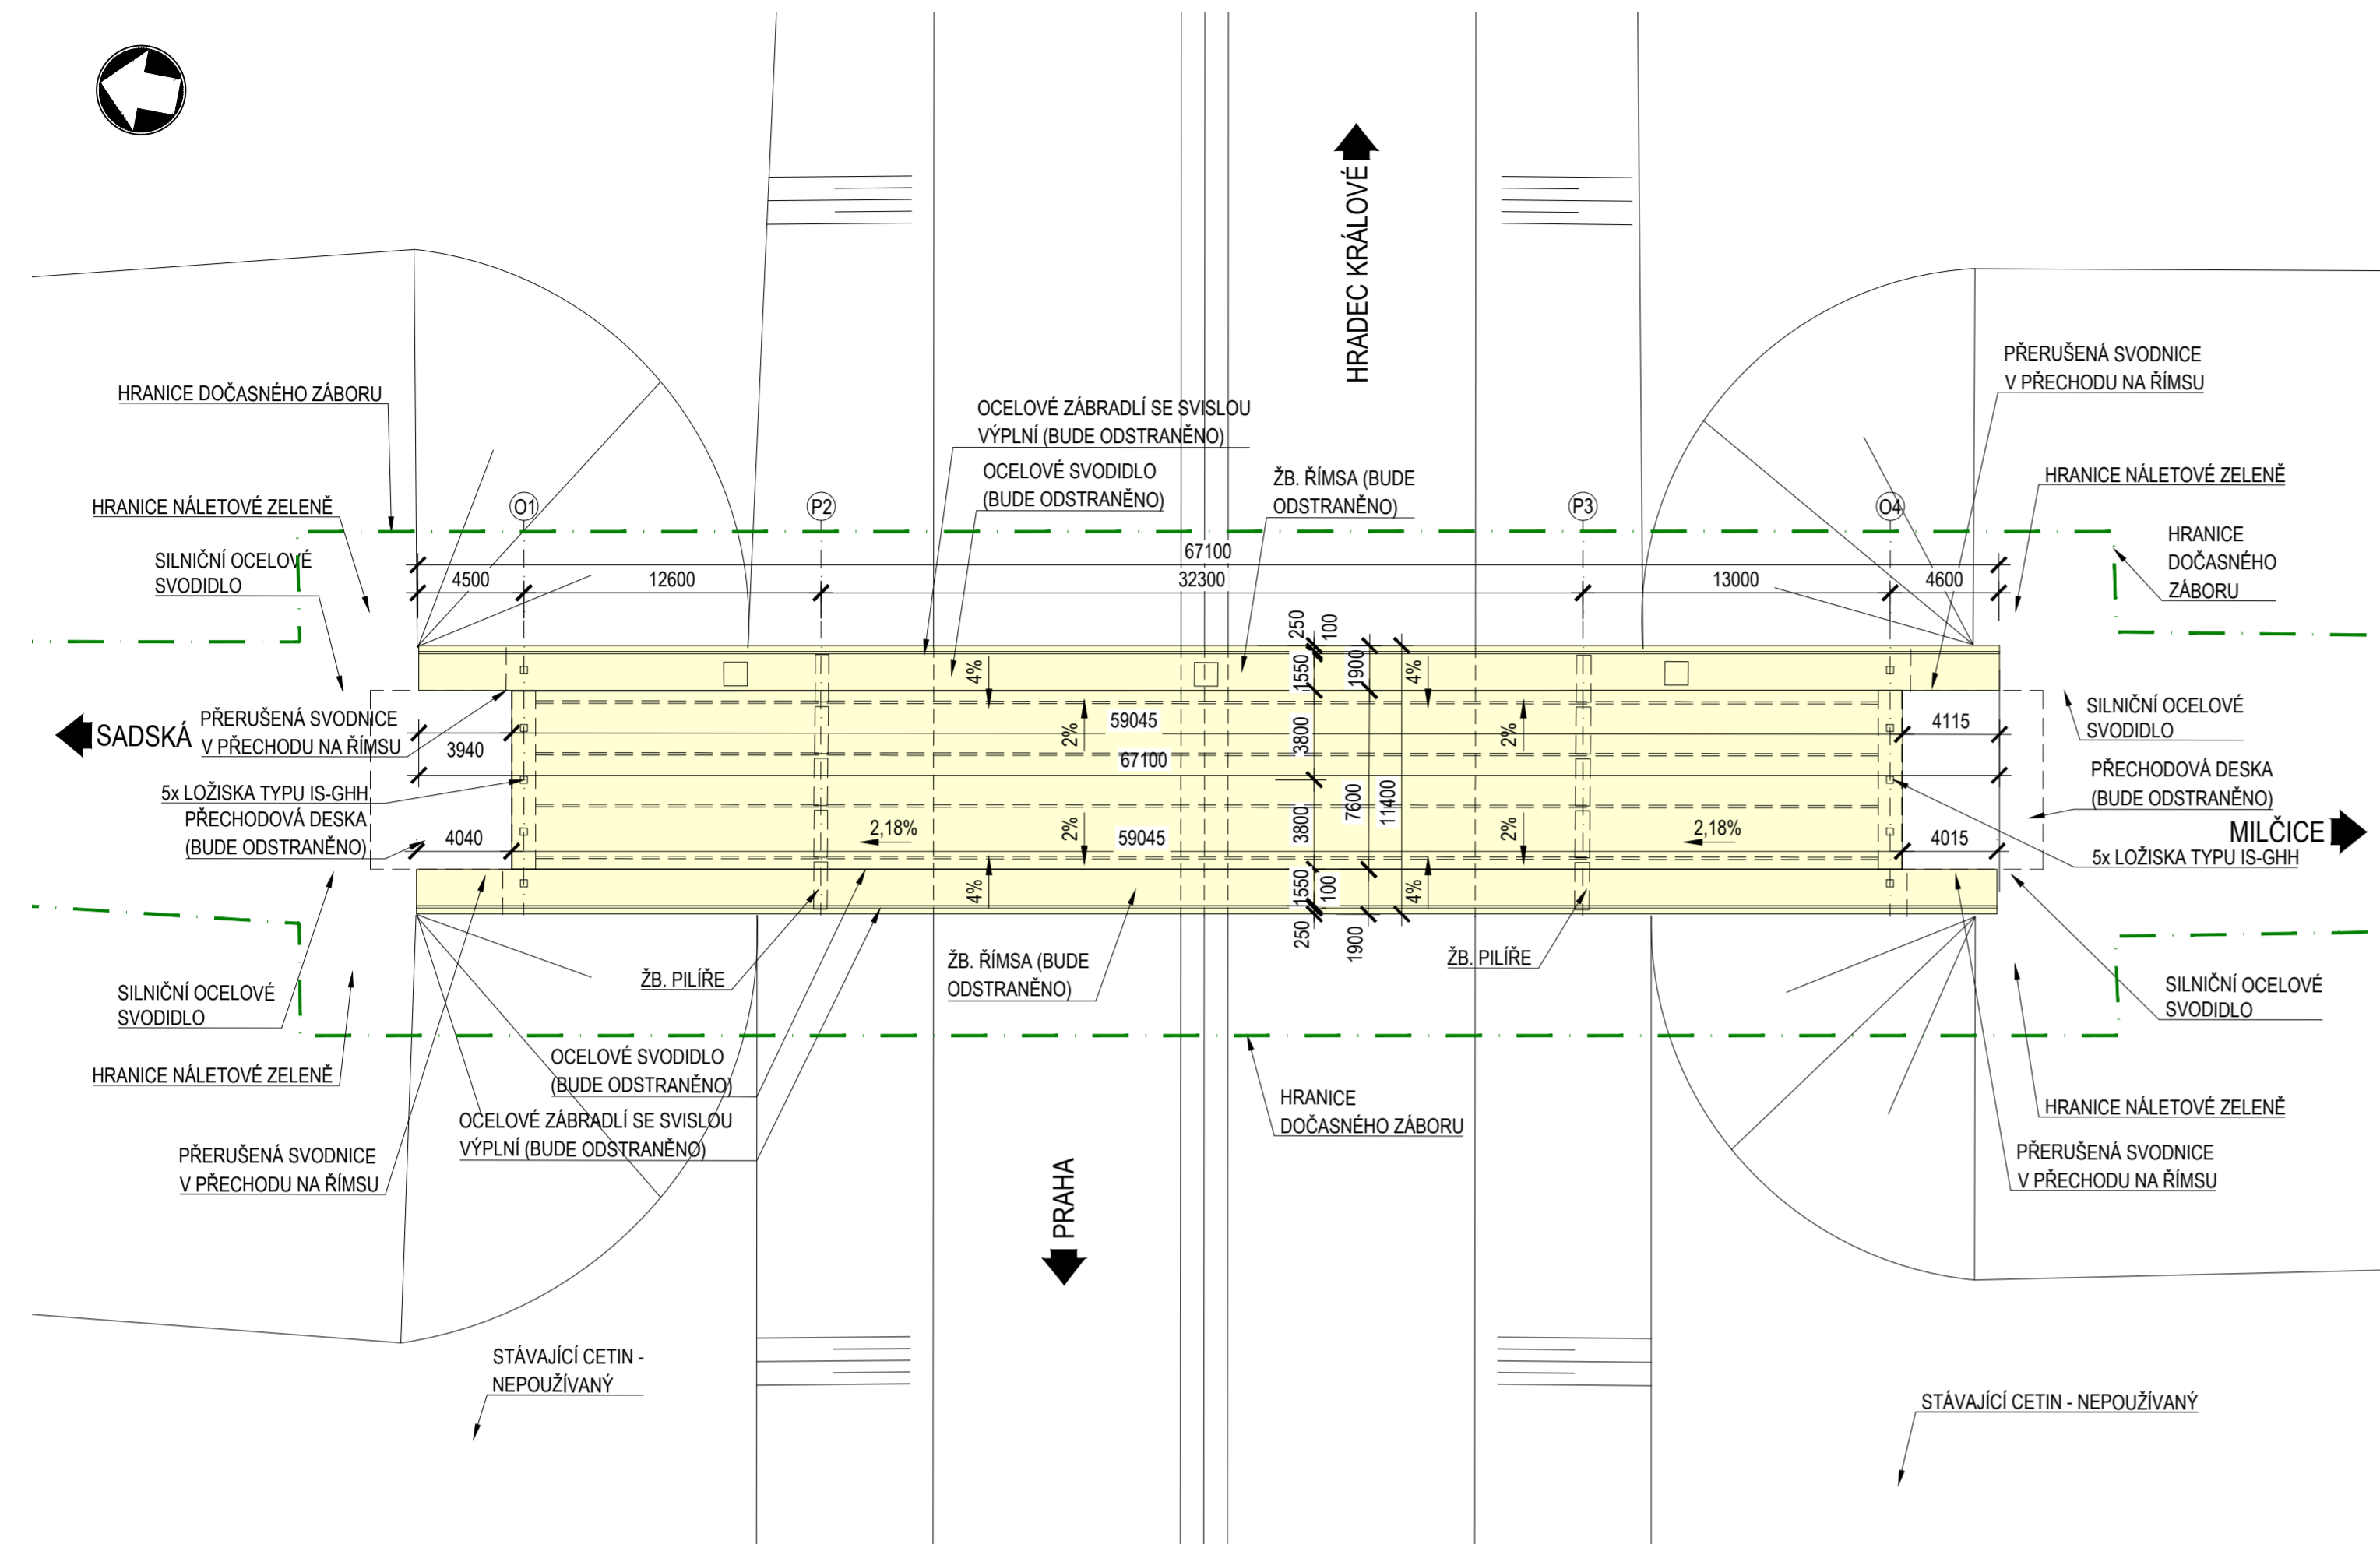 HRADEC KRÁLOVÉ
PŘERUŠENÁ SVODNICE
V PŘECHODU NA ŘÍMSU
HRANICE DOČASNÉHO ZÁBORU
OCELOVÉ ZÁBRADLÍ SE SVISLOU
VÝPLNÍ (BUDE ODSTRANĚNO)
OCELOVÉ SVODIDLO
(BUDE ODSTRANĚNO)
ŽB. ŘÍMSA (BUDE
ODSTRANĚNO)
HRANICE NÁLETOVÉ ZELENĚ
HRANICE NÁLETOVÉ ZELENĚ
O1
P2
P3
O4
SILNIČNÍ OCELOVÉ
SVODIDLO
HRANICE
DOČASNÉHO
ZÁBORU
67100
4500
12600
32300
13000
4600
250
100
1550
1900
4%
4%
SADSKÁ
PŘERUŠENÁ SVODNICE
V PŘECHODU NA ŘÍMSU
3940
2%
59045
3800
2%
4115
SILNIČNÍ OCELOVÉ
SVODIDLO
67100
7600
11400
5x LOŽISKA TYPU IS-GHH
PŘECHODOVÁ DESKA
(BUDE ODSTRANĚNO)
4040
2,18%
2%
59045
3800
2%
2,18%
4015
PŘECHODOVÁ DESKA
(BUDE ODSTRANĚNO)
MILČICE
5x LOŽISKA TYPU IS-GHH
4%
1550
100
4%
250
1900
ŽB. PILÍŘE
ŽB. ŘÍMSA (BUDE
ODSTRANĚNO)
ŽB. PILÍŘE
SILNIČNÍ OCELOVÉ
SVODIDLO
SILNIČNÍ OCELOVÉ
SVODIDLO
HRANICE NÁLETOVÉ ZELENĚ
OCELOVÉ SVODIDLO
(BUDE ODSTRANĚNO)
HRANICE
DOČASNÉHO ZÁBORU
HRANICE NÁLETOVÉ ZELENĚ
OCELOVÉ ZÁBRADLÍ SE SVISLOU
VÝPLNÍ (BUDE ODSTRANĚNO)
PŘERUŠENÁ SVODNICE
V PŘECHODU NA ŘÍMSU
PŘERUŠENÁ SVODNICE
V PŘECHODU NA ŘÍMSU
PRAHA
STÁVAJÍCÍ CETIN -
NEPOUŽÍVANÝ
STÁVAJÍCÍ CETIN - NEPOUŽÍVANÝ